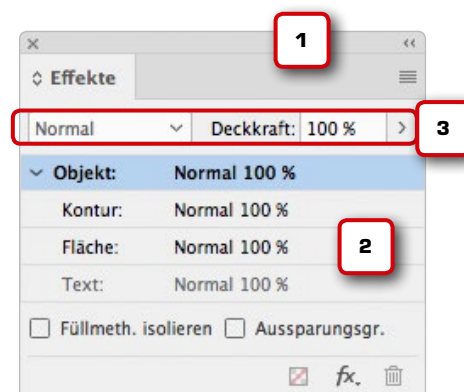 1
Effekte
Normal Deckkraft: 100 % 3
Objekt: Normal 100 %
Kontur: Normal 100 %
Fläche: Normal 100 % 2
Text: Normal 100 %
Füllmeth. isolieren Aussparungsgr.
fx.